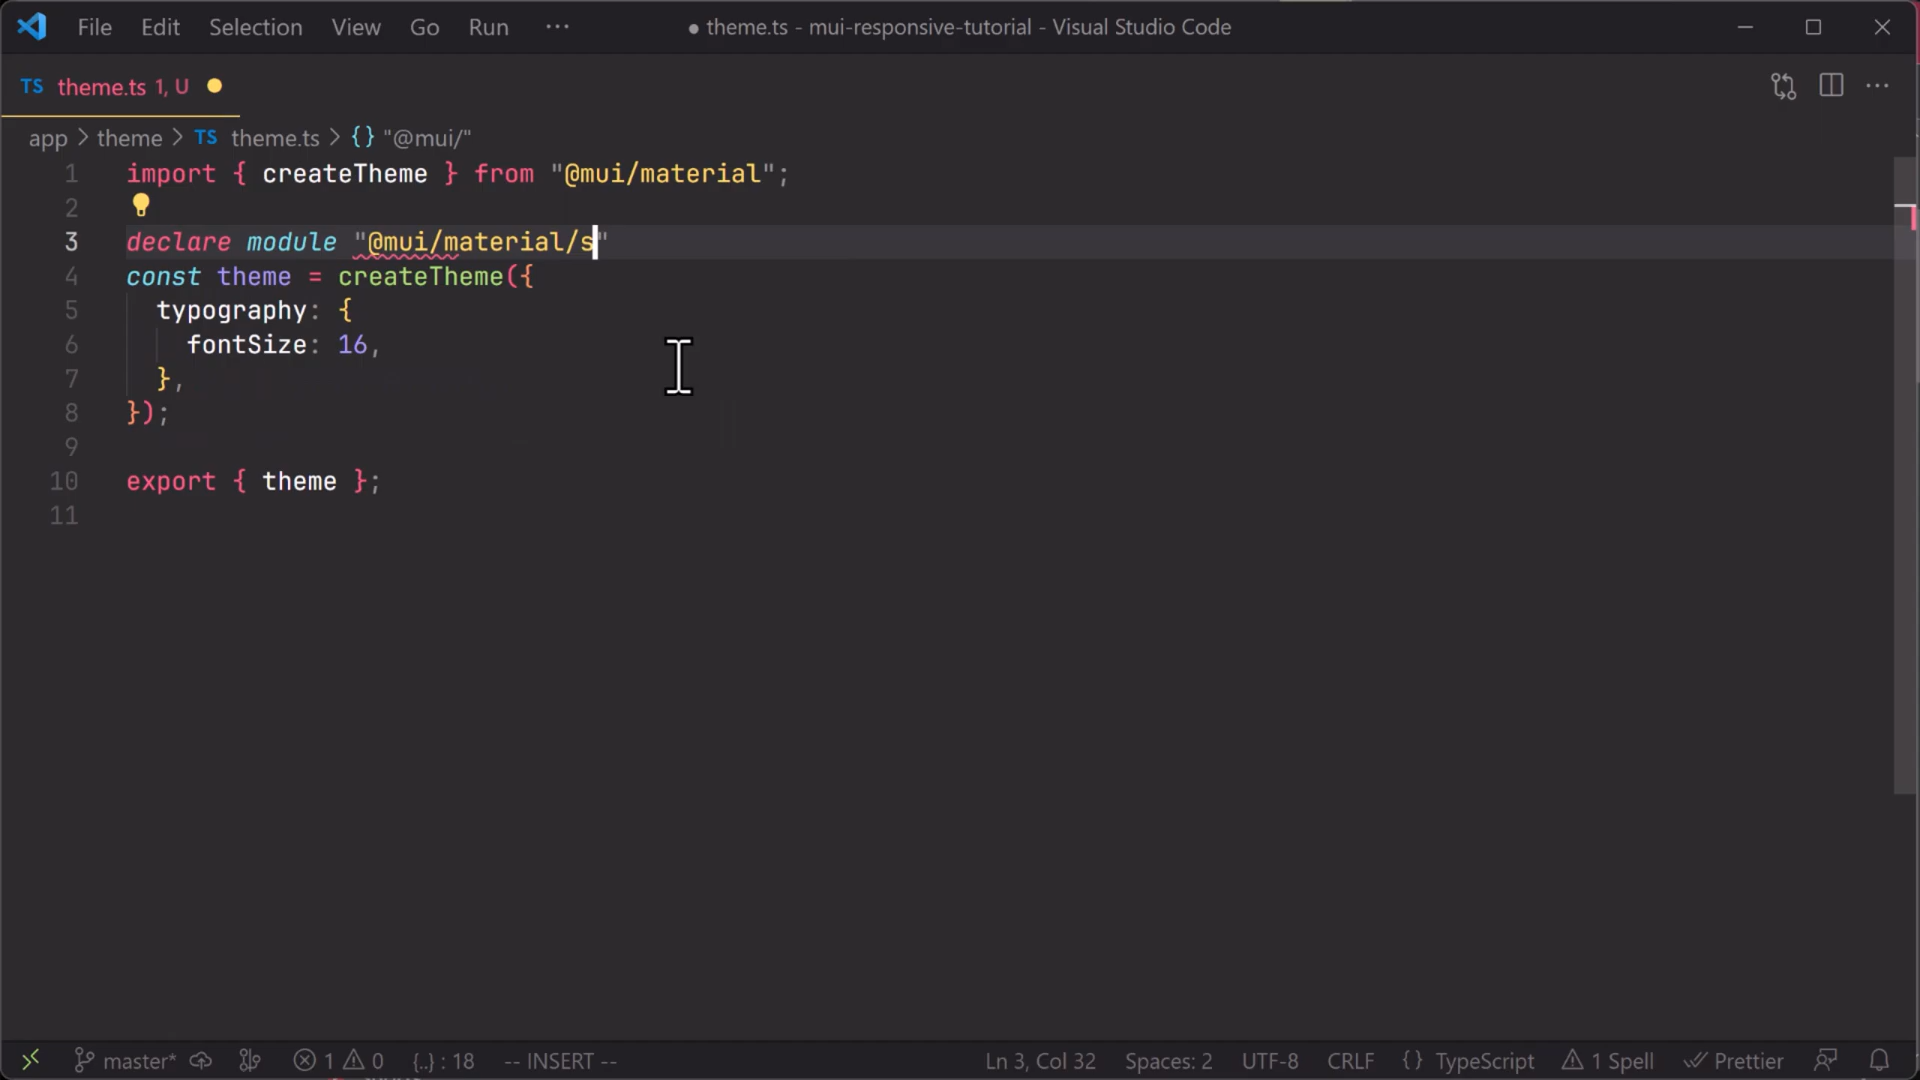 File Edit Selection View Go Run ··· ● theme.ts - mui-responsive-tutorial - Visual Studio Code
TS theme.ts 1, U
app > theme > TS theme.ts > {} "@mui/"
1 import { createTheme } from "@mui/material";
2
3 declare module "@mui/material/s"
4 const theme = createTheme({
5 typography: {
6 fontSize: 16,
7 },
8 });
9
10 export { theme };
11
master* 1 0 {..} : 18 -- INSERT -- Ln 3, Col 32 Spaces: 2 UTF-8 CRLF {} TypeScript 1 Spell Prettier